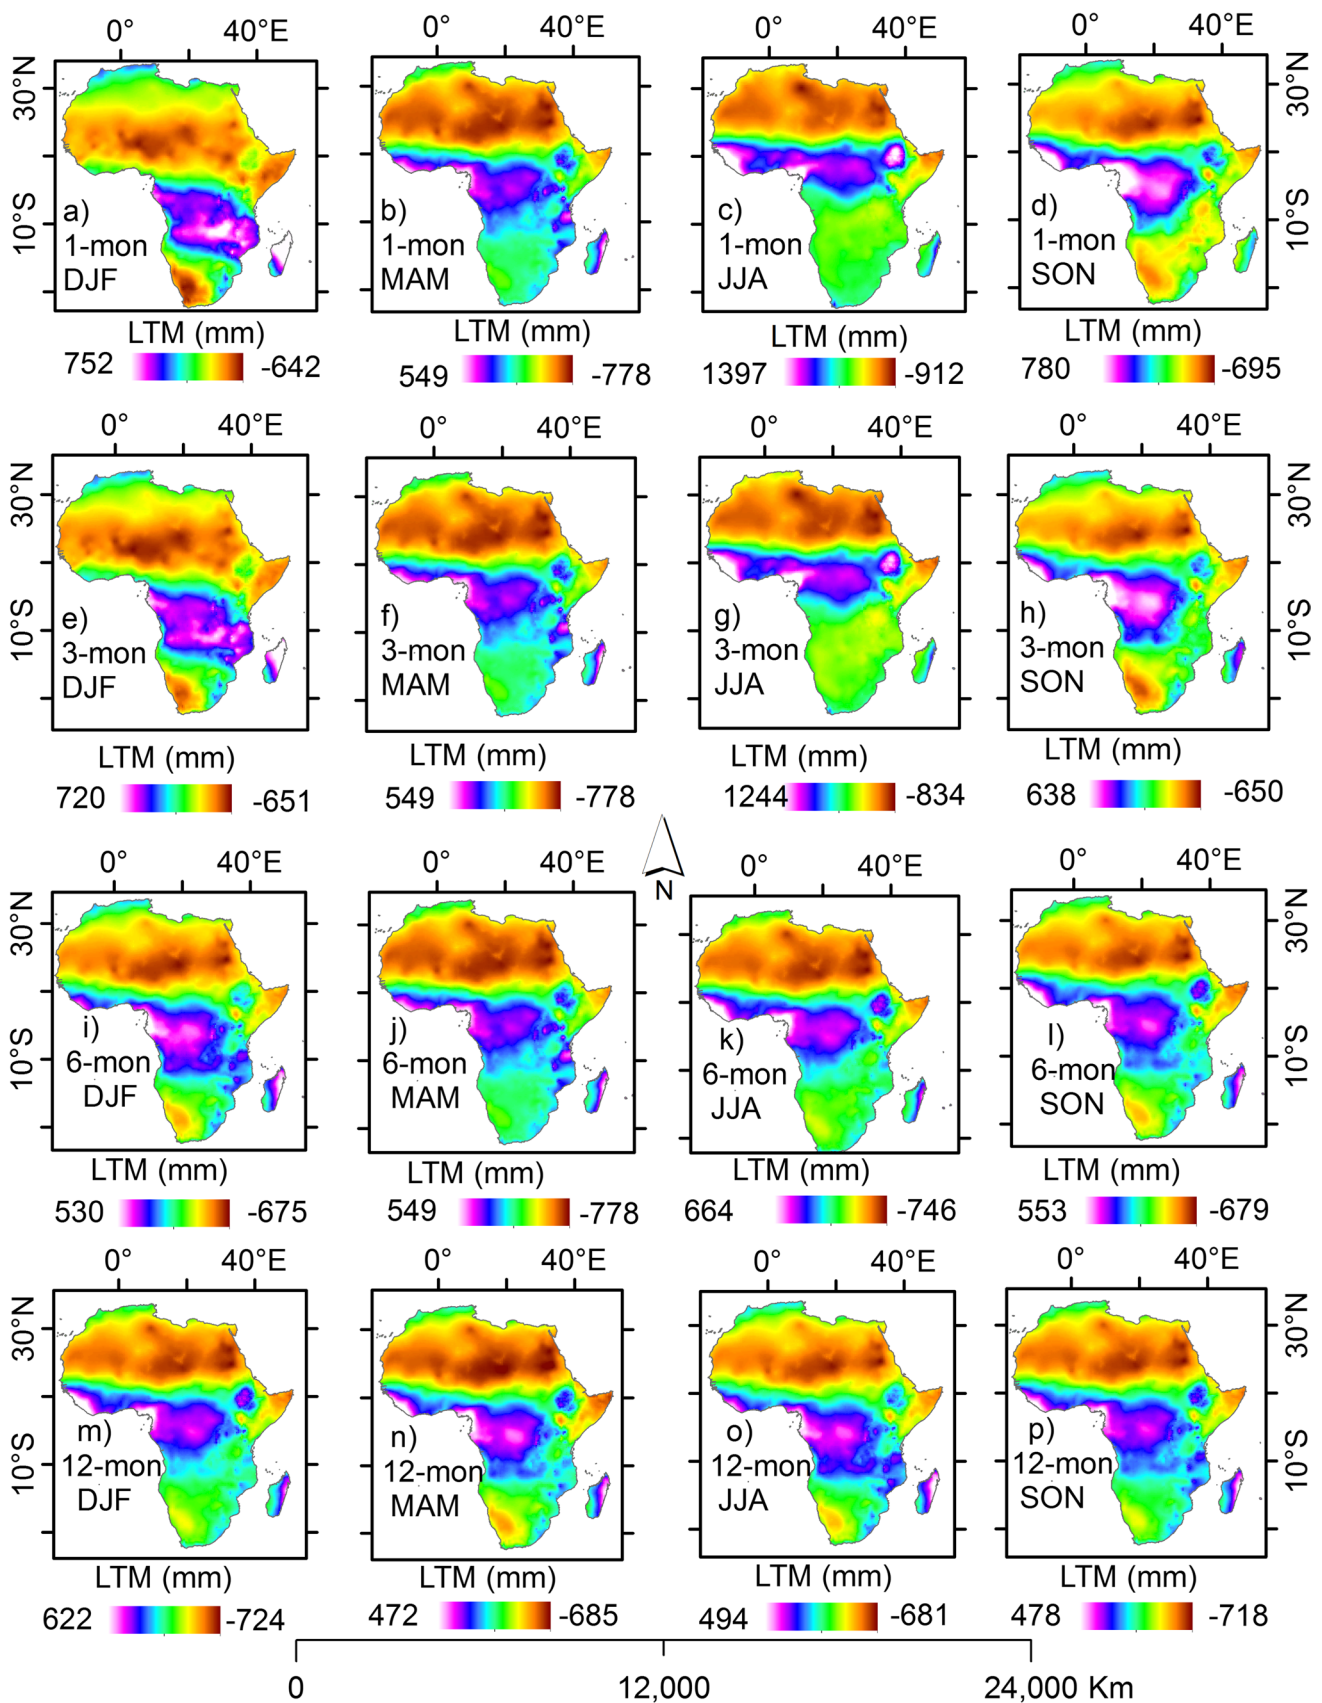 0° 40°E 0° 40°E 0° 40°E 0° 40°E
30°N 30°N
10°S 10°S
a) 1-mon DJF
b) 1-mon MAM
c) 1-mon JJA
d) 1-mon SON
LTM (mm) LTM (mm) LTM (mm) LTM (mm)
752 -642 549 -778 1397 -912 780 -695
0° 40°E 0° 40°E 0° 40°E 0° 40°E
30°N 30°N
10°S 10°S
e) 3-mon DJF
f) 3-mon MAM
g) 3-mon JJA
h) 3-mon SON
LTM (mm) LTM (mm) LTM (mm) LTM (mm)
720 -651 549 -778 1244 -834 638 -650
N
0° 40°E 0° 40°E 0° 40°E 0° 40°E
30°N 30°N
10°S 10°S
i) 6-mon DJF
j) 6-mon MAM
k) 6-mon JJA
l) 6-mon SON
LTM (mm) LTM (mm) LTM (mm) LTM (mm)
530 -675 549 -778 664 -746 553 -679
0° 40°E 0° 40°E 0° 40°E 0° 40°E
30°N 30°N
10°S 10°S
m) 12-mon DJF
n) 12-mon MAM
o) 12-mon JJA
p) 12-mon SON
LTM (mm) LTM (mm) LTM (mm) LTM (mm)
622 -724 472 -685 494 -681 478 -718
0 12,000 24,000 Km